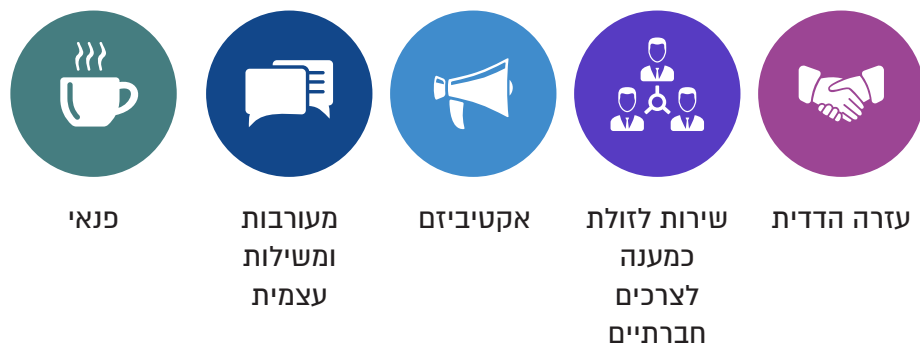 עזרה הדדית
שירות לזולת
כמענה
לצרכים
חברתיים
אקטיביזם
מעורבות
ומשילות
עצמית
פנאי